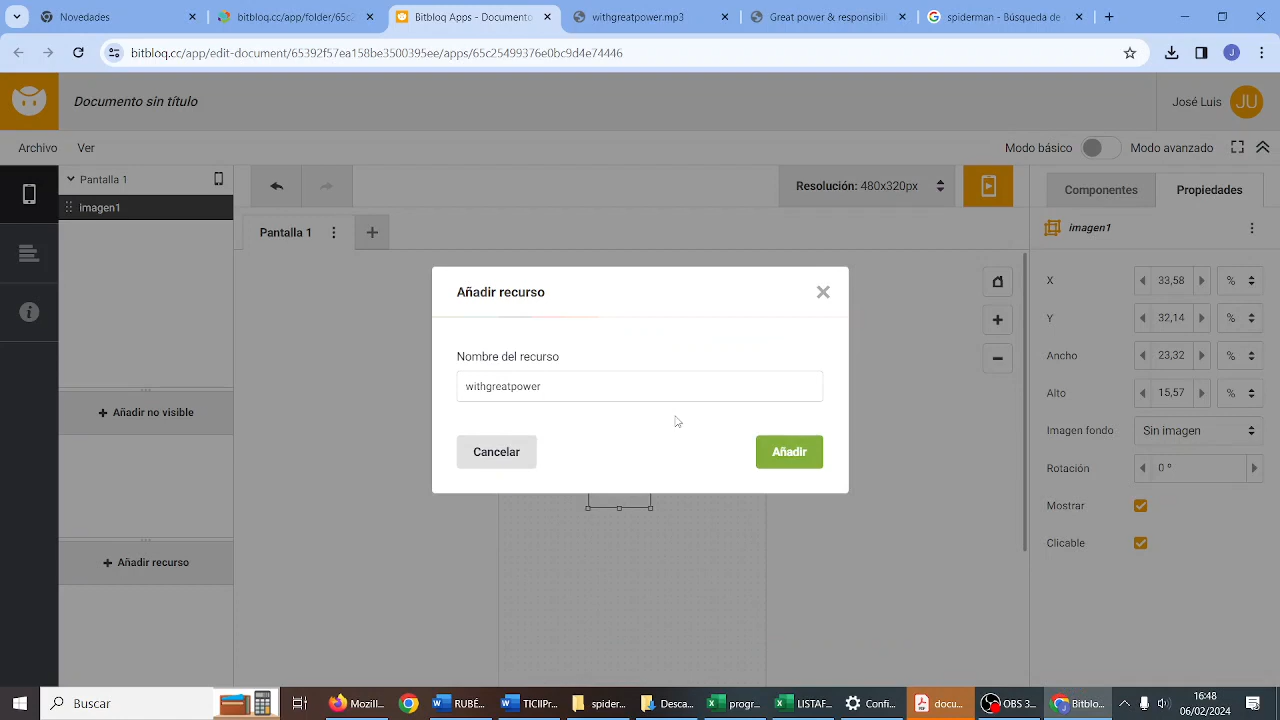 Novedades
bitbloq.cc/app/folder/65c2
Bitbloq Apps - Documento
withgreatpower.mp3
Great power & responsibil
spiderman - Búsqueda de
bitbloq.cc/app/edit-document/65392f57ea158be3500395ee/apps/65c25499376e0bc9d4e74446
J
Documento sin título
José Luis
JU
Archivo
Ver
Modo básico
Modo avanzado
Pantalla 1
Resolución: 480x320px
Componentes
Propiedades
imagen1
Pantalla 1
imagen1
Añadir recurso
X
33,58
%
Y
32,14
%
Nombre del recurso
Ancho
23,32
%
withgreatpower
Alto
15,57
%
Añadir no visible
Imagen fondo
Sin imagen
Cancelar
Añadir
Rotación
0 º
Mostrar
Clicable
Añadir recurso
Buscar
Mozi B
RUBÉ...
TICIIP...
spider...
Desca...
progr...
LISTAF...
Confi...
docu...
OBS 3...
Bitblo...
16:48
06/02/2024